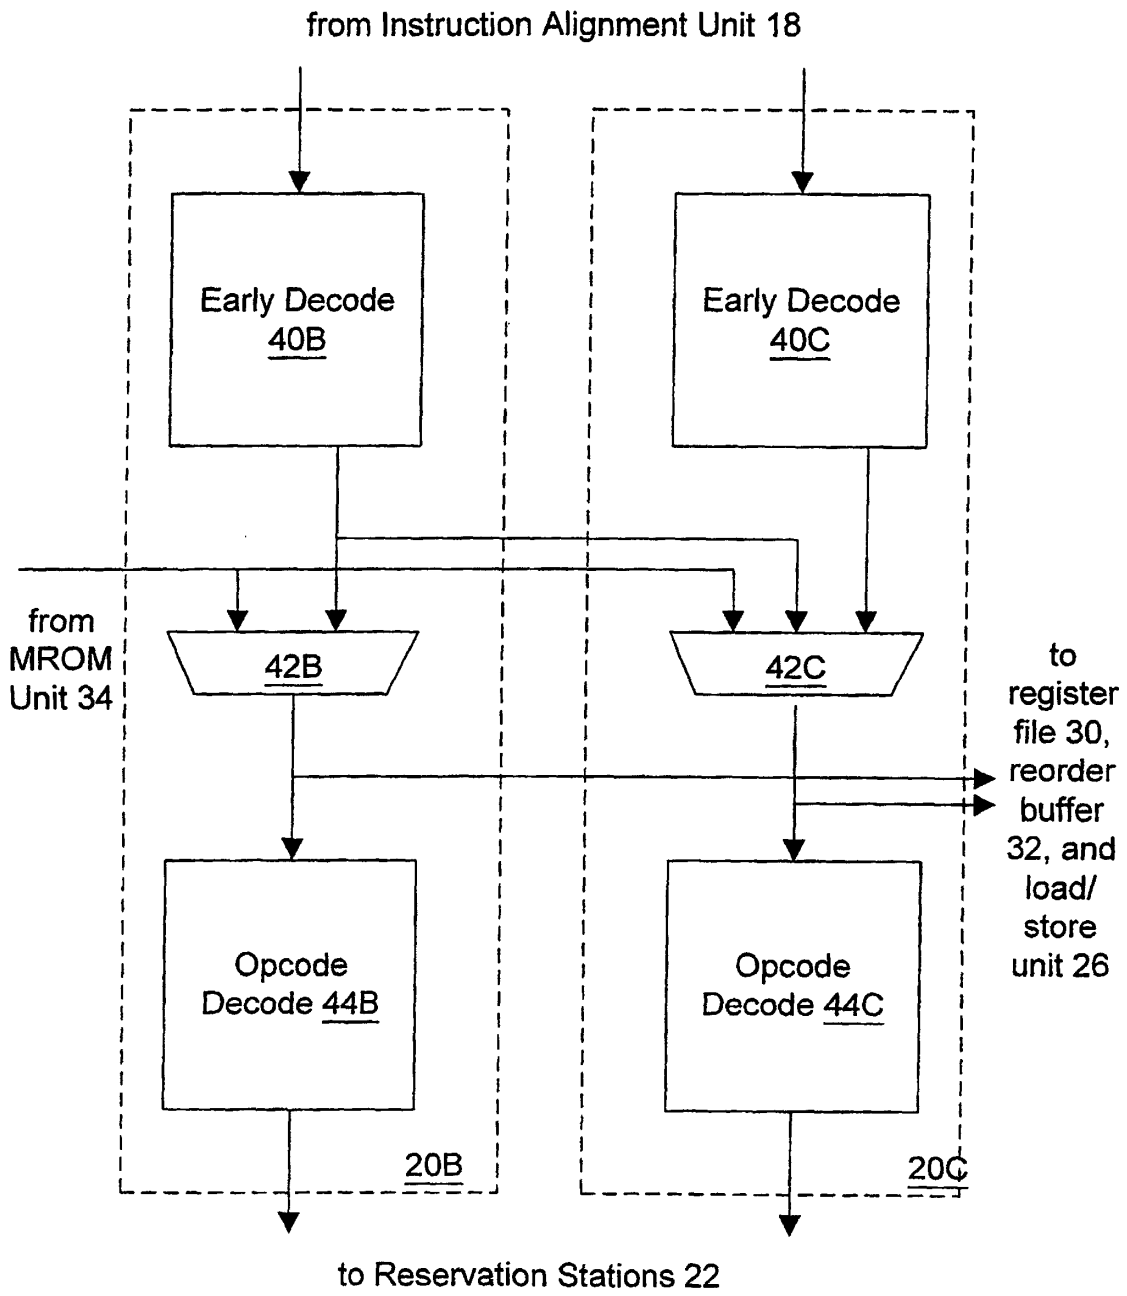 from Instruction Alignment Unit 18
Early Decode
40B
Early Decode
40C
from
MROM
Unit 34
42B
42C
to
register
file 30,
reorder
buffer
32, and
load/
store
unit 26
Opcode
Decode 44B
Opcode
Decode 44C
20B
20C
to Reservation Stations 22